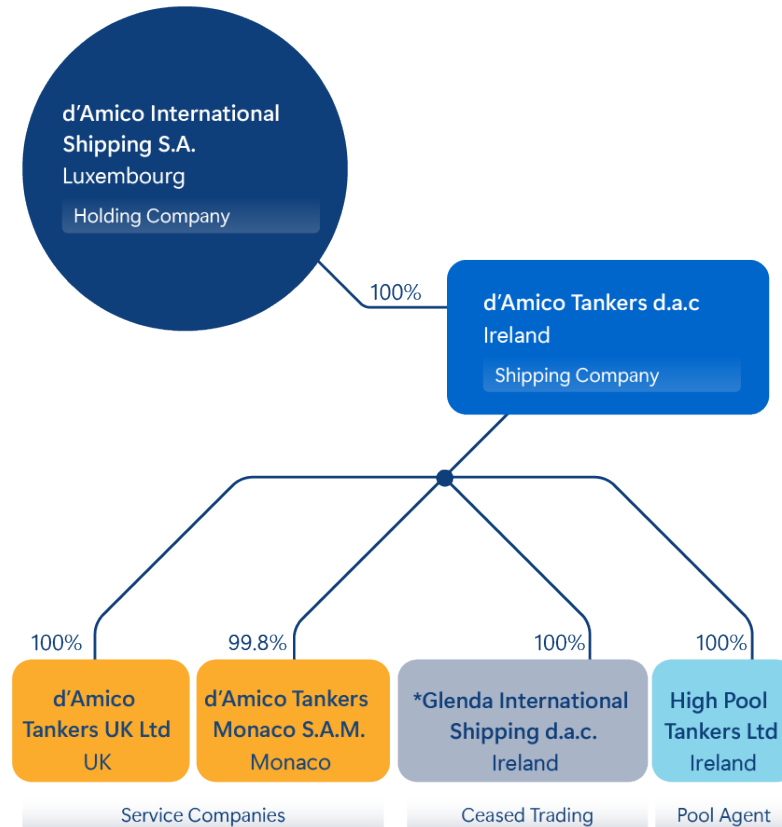 d'Amico International
Shipping S.A.
Luxembourg
Holding Company
100%
d'Amico Tankers d.a.c
Ireland
Shipping Company
100%
99.8%
100%
100%
d'Amico
Tankers UK Ltd
UK
d'Amico Tankers
Monaco S.A.M.
Monaco
*Glenda International
Shipping d.a.c.
Ireland
High Pool
Tankers Ltd
Ireland
Service Companies
Ceased Trading
Pool Agent